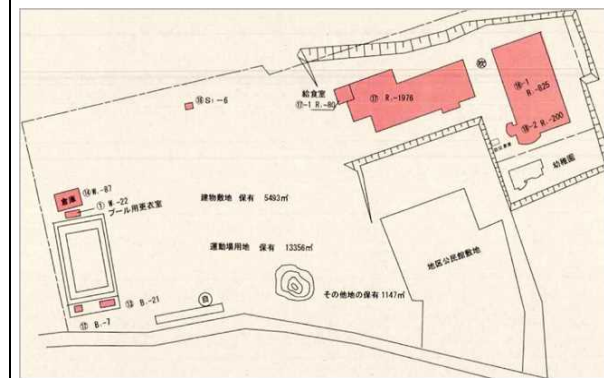 給食室
⑰-1 R.-80
⑰ R.-1976
⑱-1
R.-825
⑱-2 R.-200
幼稚園
S:-6
倉庫
⑭W.-87
① W.-22
プール用更衣室
建物敷地 保有 5493㎡
運動場用地 保有 13356㎡
その他地の保有 1147㎡
地区公民館敷地
⑬ B.-21
B.-7